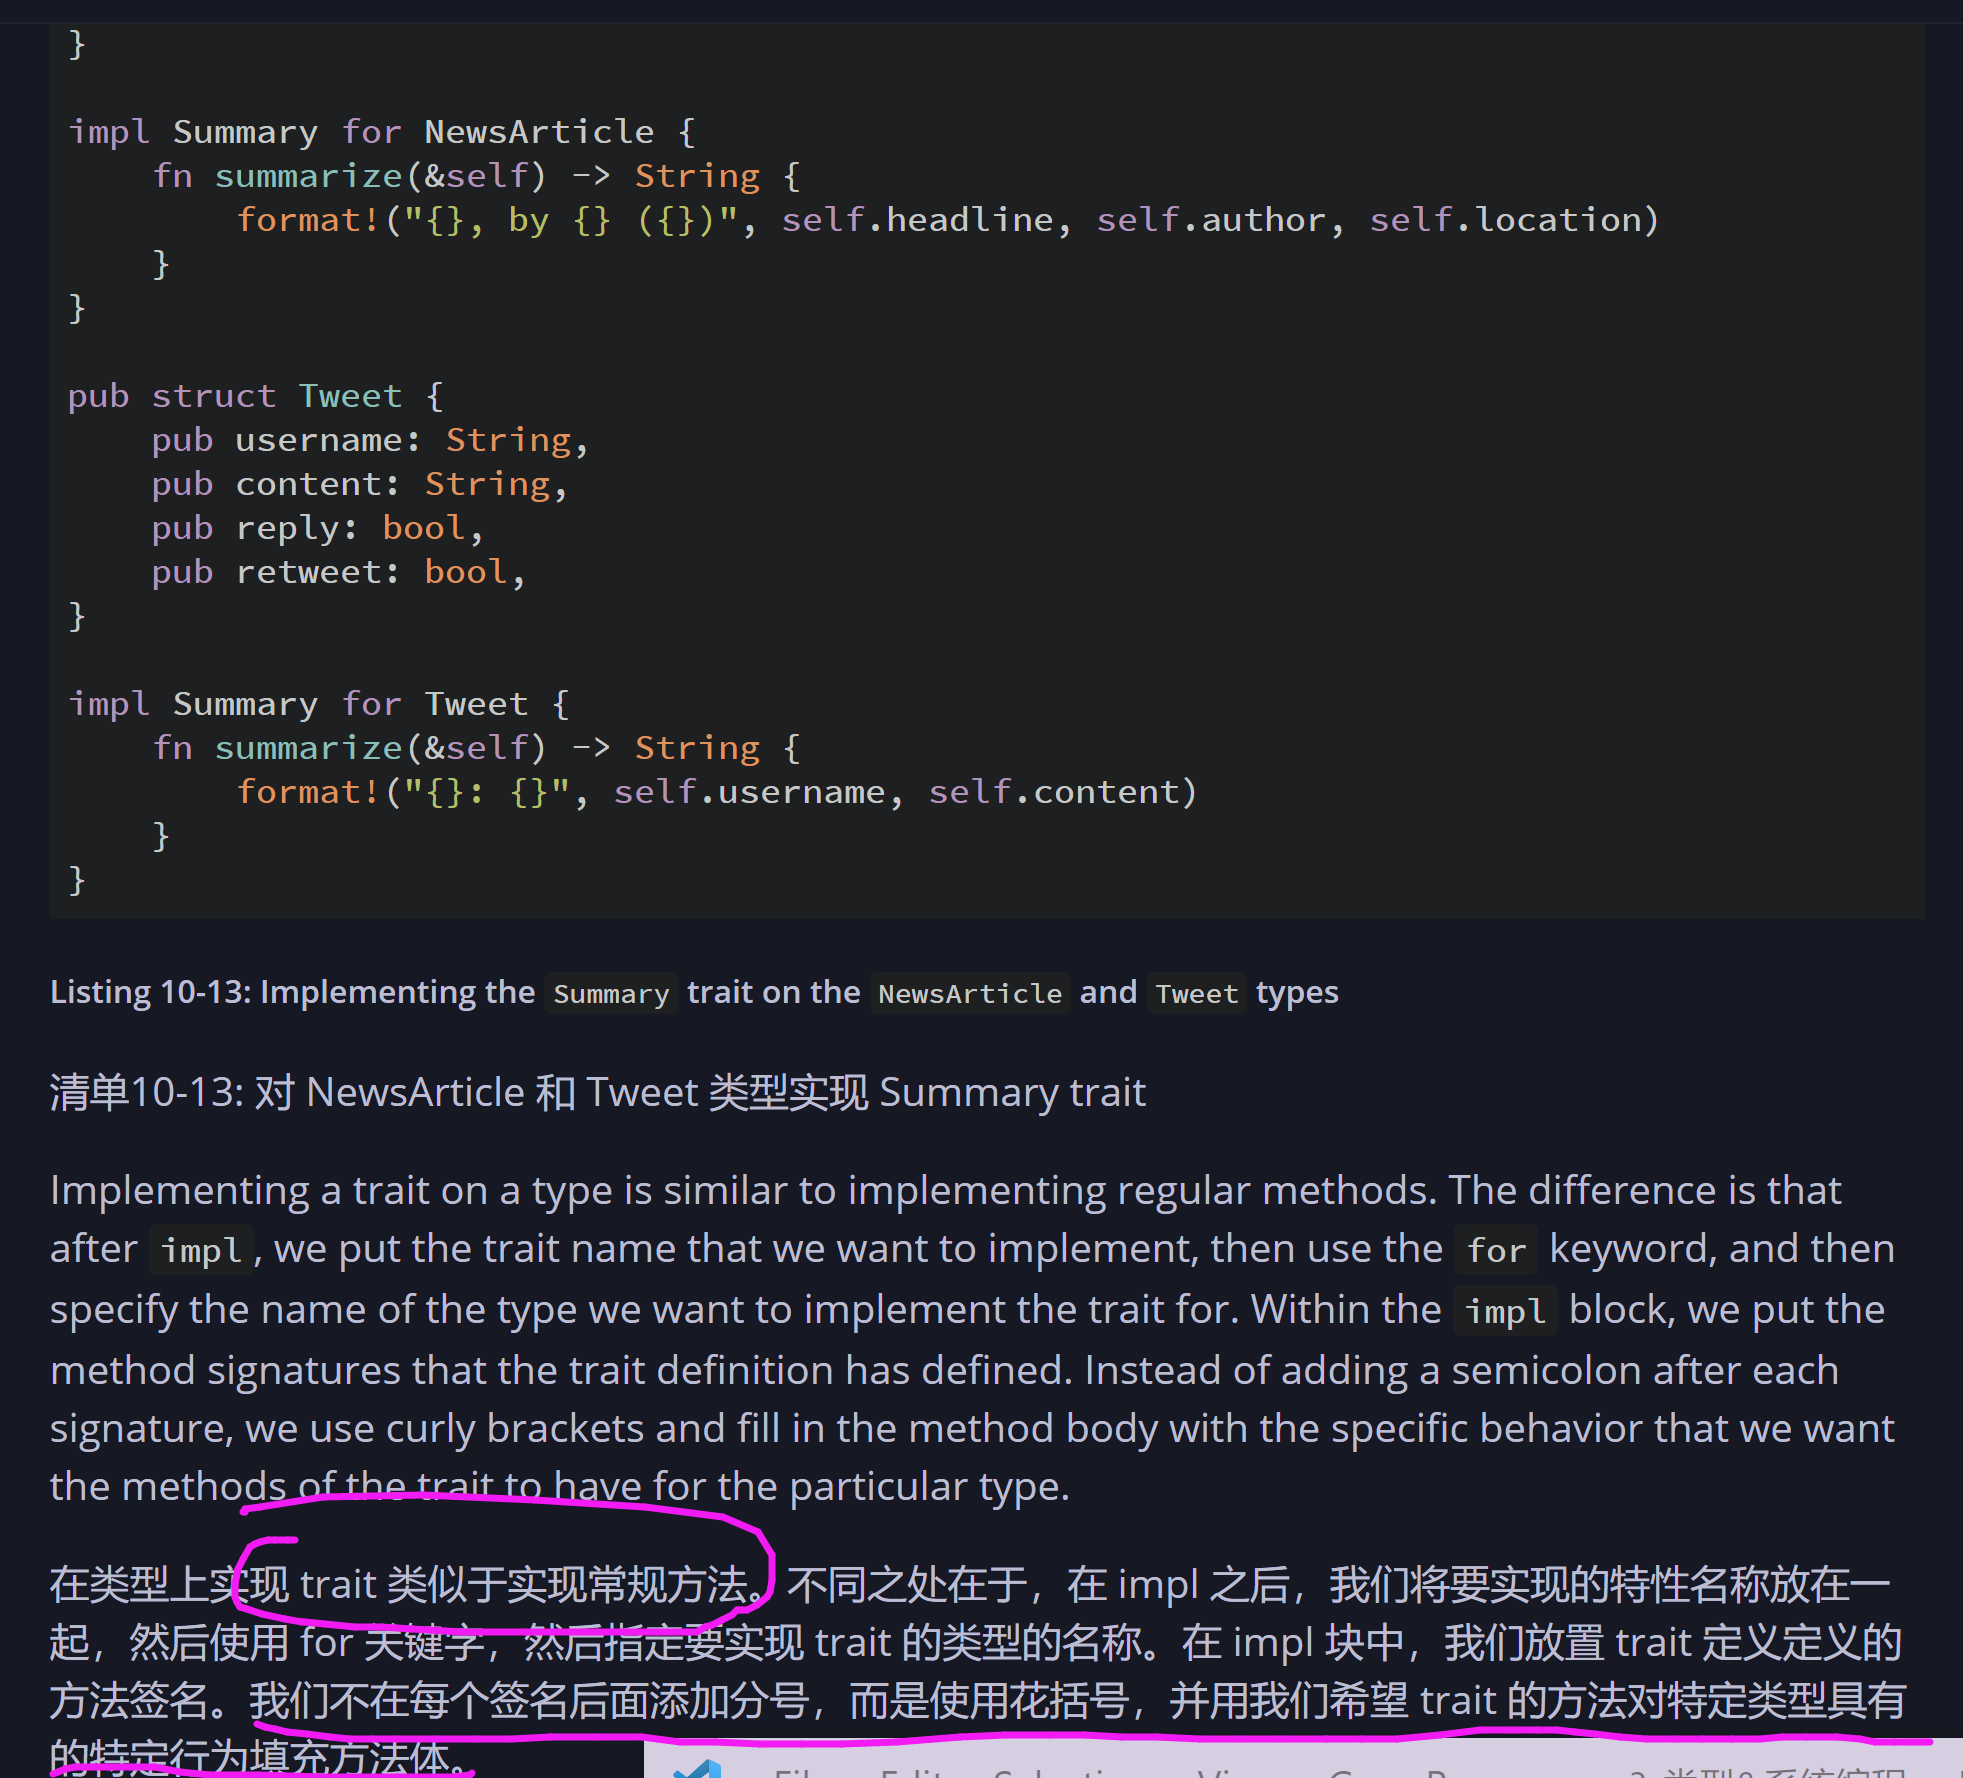 }
impl Summary for NewsArticle {
fn summarize(&self) -> String {
format!("{}, by {} ({})", self.headline, self.author, self.location)
}
}
pub struct Tweet {
pub username: String,
pub content: String,
pub reply: bool,
pub retweet: bool,
}
impl Summary for Tweet {
fn summarize(&self) -> String {
format!("{}: {}", self.username, self.content)
}
}
Listing 10-13: Implementing the Summary trait on the NewsArticle and Tweet types
清单10-13: 对 NewsArticle 和 Tweet 类型实现 Summary trait
Implementing a trait on a type is similar to implementing regular methods. The difference is that
after impl, we put the trait name that we want to implement, then use the for keyword, and then
specify the name of the type we want to implement the trait for. Within the impl block, we put the
method signatures that the trait definition has defined. Instead of adding a semicolon after each
signature, we use curly brackets and fill in the method body with the specific behavior that we want
the methods of the trait to have for the particular type.
在类型上实现 trait 类似于实现常规方法。不同之处在于，在 impl 之后，我们将要实现的特性名称放在一
起，然后使用 for 关键字，然后指定要实现 trait 的类型的名称。在 impl 块中，我们放置 trait 定义定义的
方法签名。我们不在每个签名后面添加分号，而是使用花括号，并用我们希望 trait 的方法对特定类型具有
的特定行为填充方法体。